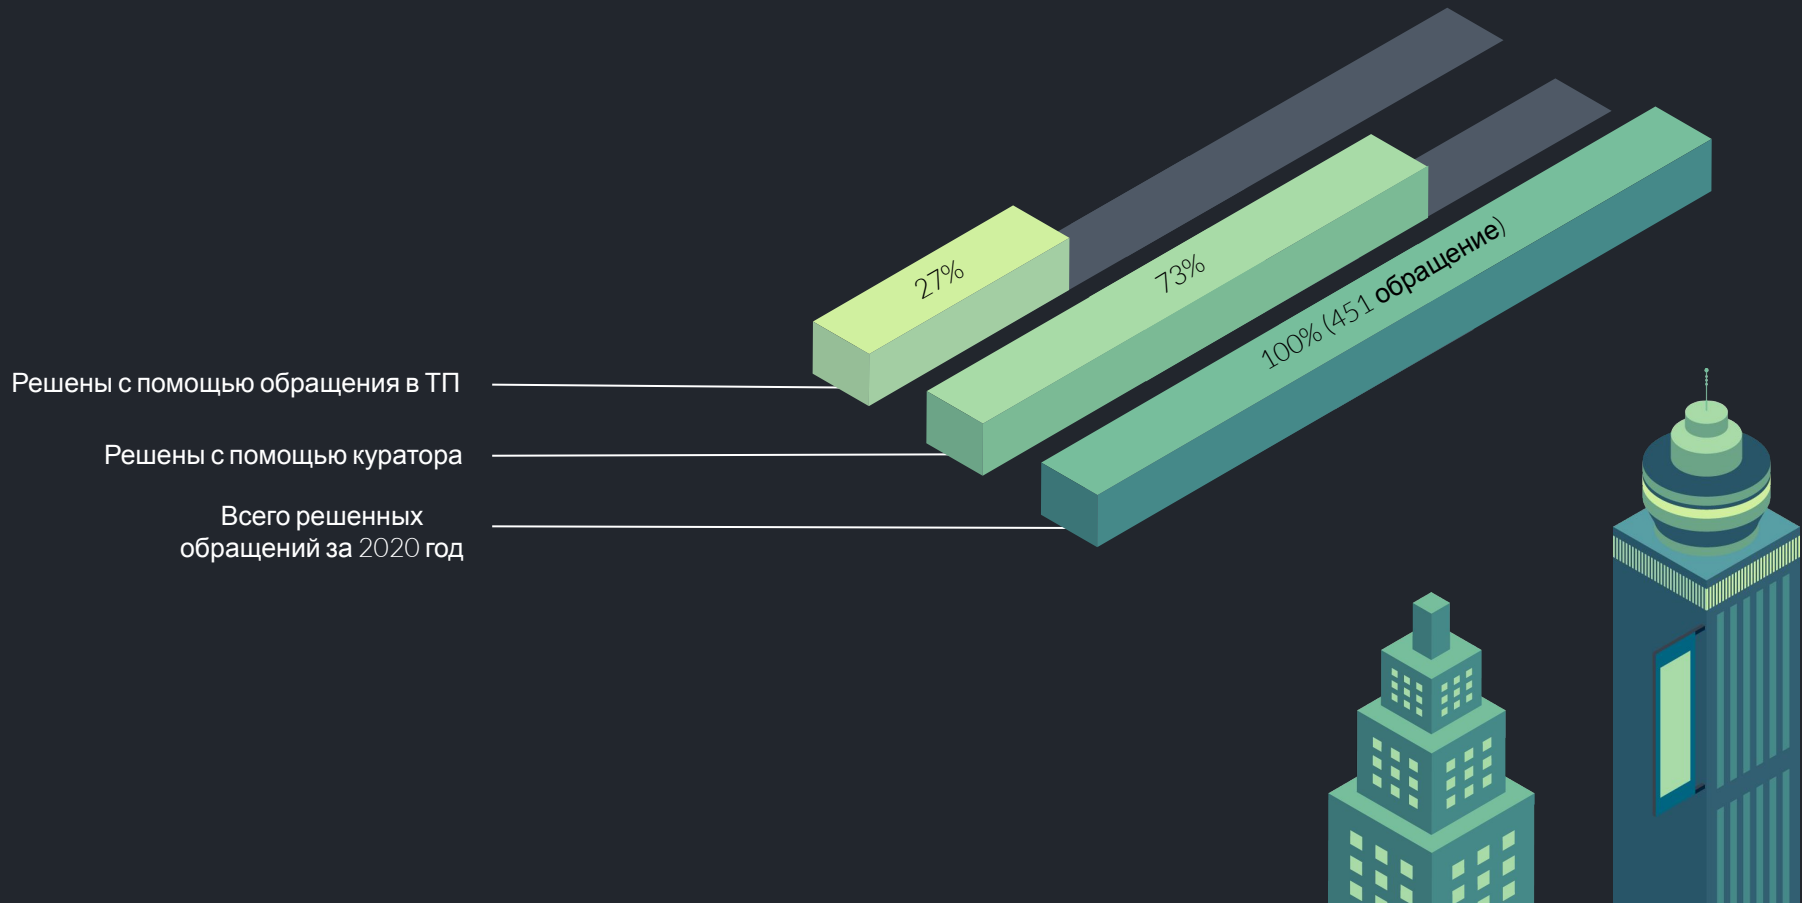 27%
73%
100% (451 обращение)
Решены с помощью обращения в ТП
Решены с помощью куратора
Всего решенных
обращений за 2020 год